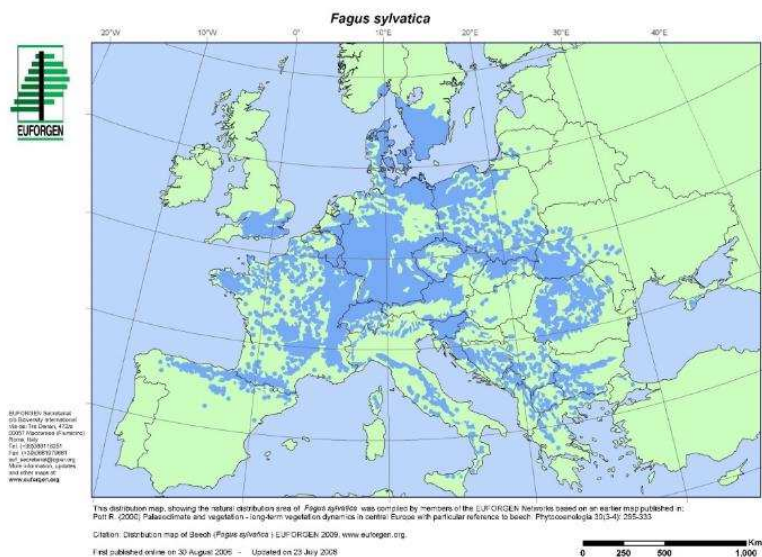 Fagus sylvatica
20°W 10°W 0° 10°E 20°E 30°E 40°E
EUFORGEN
EUFORGEN Secretariat
c/o Bioversity International
Rome, Italy
More information, updates
and other maps at:
www.euforgen.org
This distribution map, showing the natural distribution area of Fagus sylvatica was compiled by members of the EUFORGEN Networks based on an earlier map published in:
Pott R. (2000) Palaeoclimate and vegetation - long-term vegetation dynamics in central Europe with particular reference to beech. Phytocoenologia 30(3-4): 285-333
Citation: Distribution map of Beech (Fagus sylvatica) EUFORGEN 2009, www.euforgen.org.
First published online on 30 August 2006 - Updated on 23 July 2008
Km
0 250 500 1.000